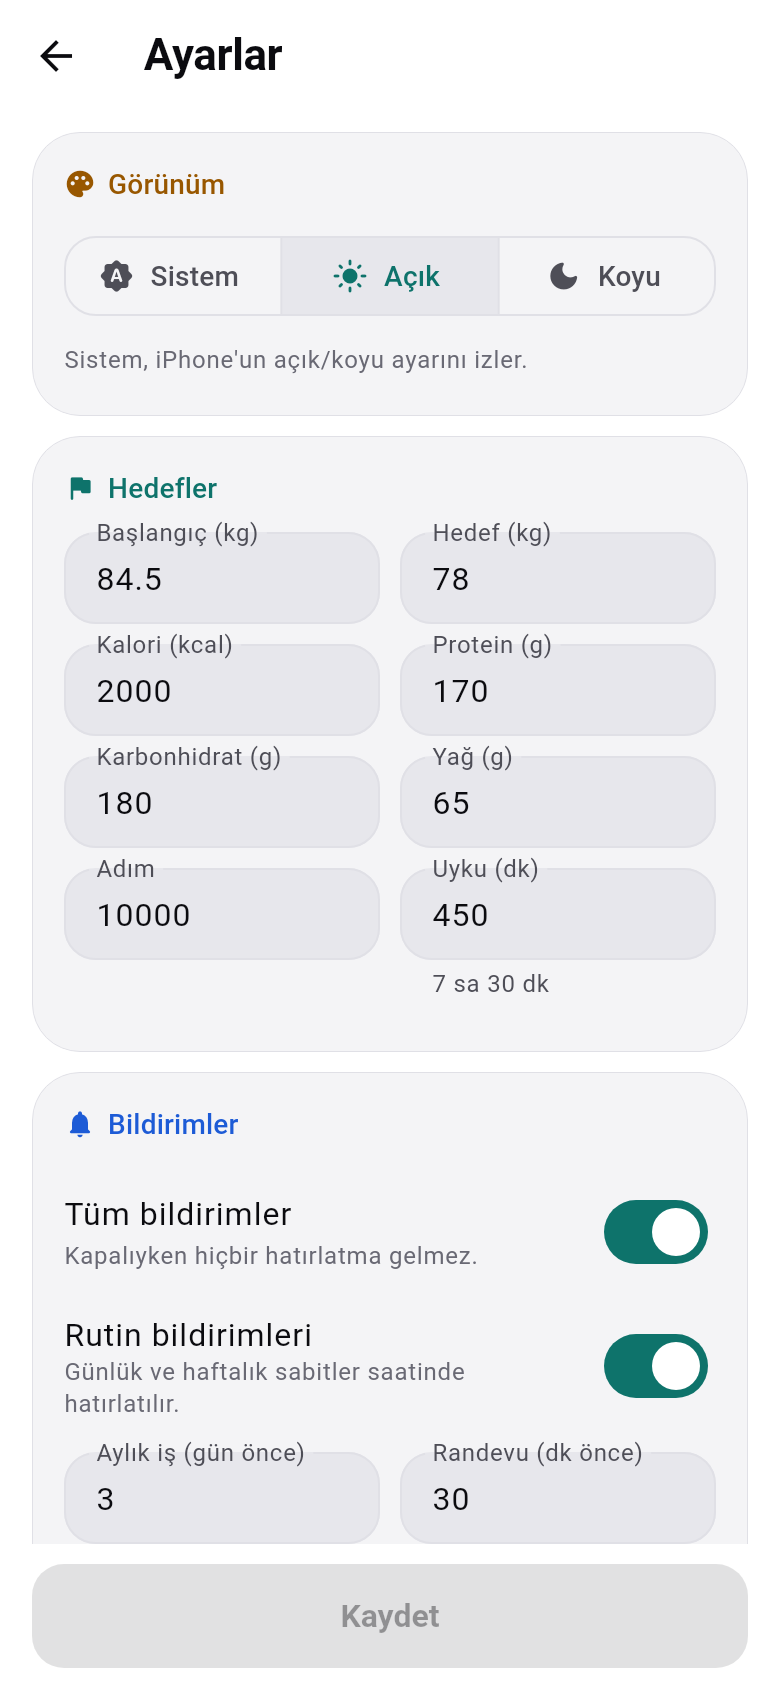 Ayarlar
Görünüm
A Sistem
Açık
Koyu
Sistem, iPhone'un açık/koyu ayarını izler.
Hedefler
Başlangıç (kg)
84.5
Hedef (kg)
78
Kalori (kcal)
2000
Protein (g)
170
Karbonhidrat (g)
180
Yağ (g)
65
Adım
10000
Uyku (dk)
450
7 sa 30 dk
Bildirimler
Tüm bildirimler
Kapalıyken hiçbir hatırlatma gelmez.
Rutin bildirimleri
Günlük ve haftalık sabitler saatinde
hatırlatılır.
Aylık iş (gün önce)
3
Randevu (dk önce)
30
Kaydet